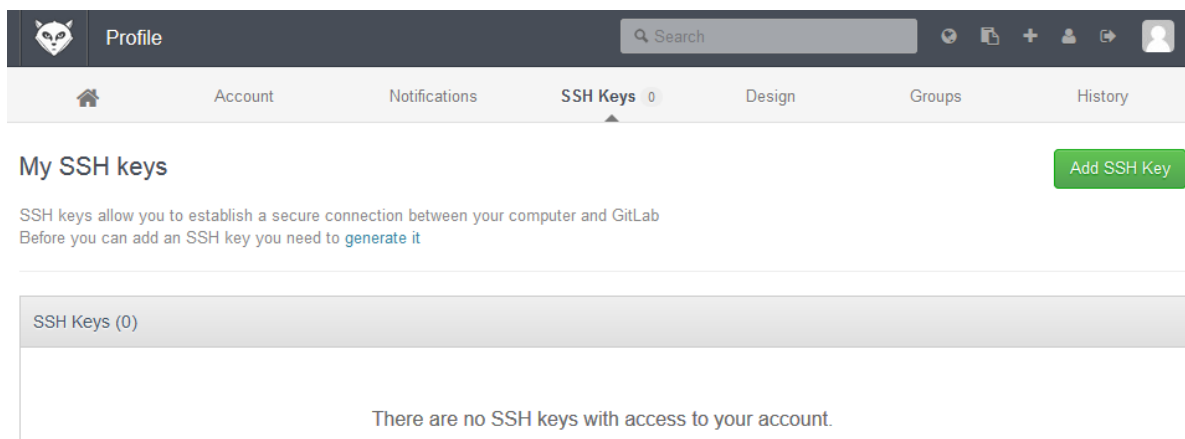 Profile
Search
Account Notifications SSH Keys 0 Design Groups History
My SSH keys
Add SSH Key
SSH keys allow you to establish a secure connection between your computer and GitLab
Before you can add an SSH key you need to generate it
SSH Keys (0)
There are no SSH keys with access to your account.